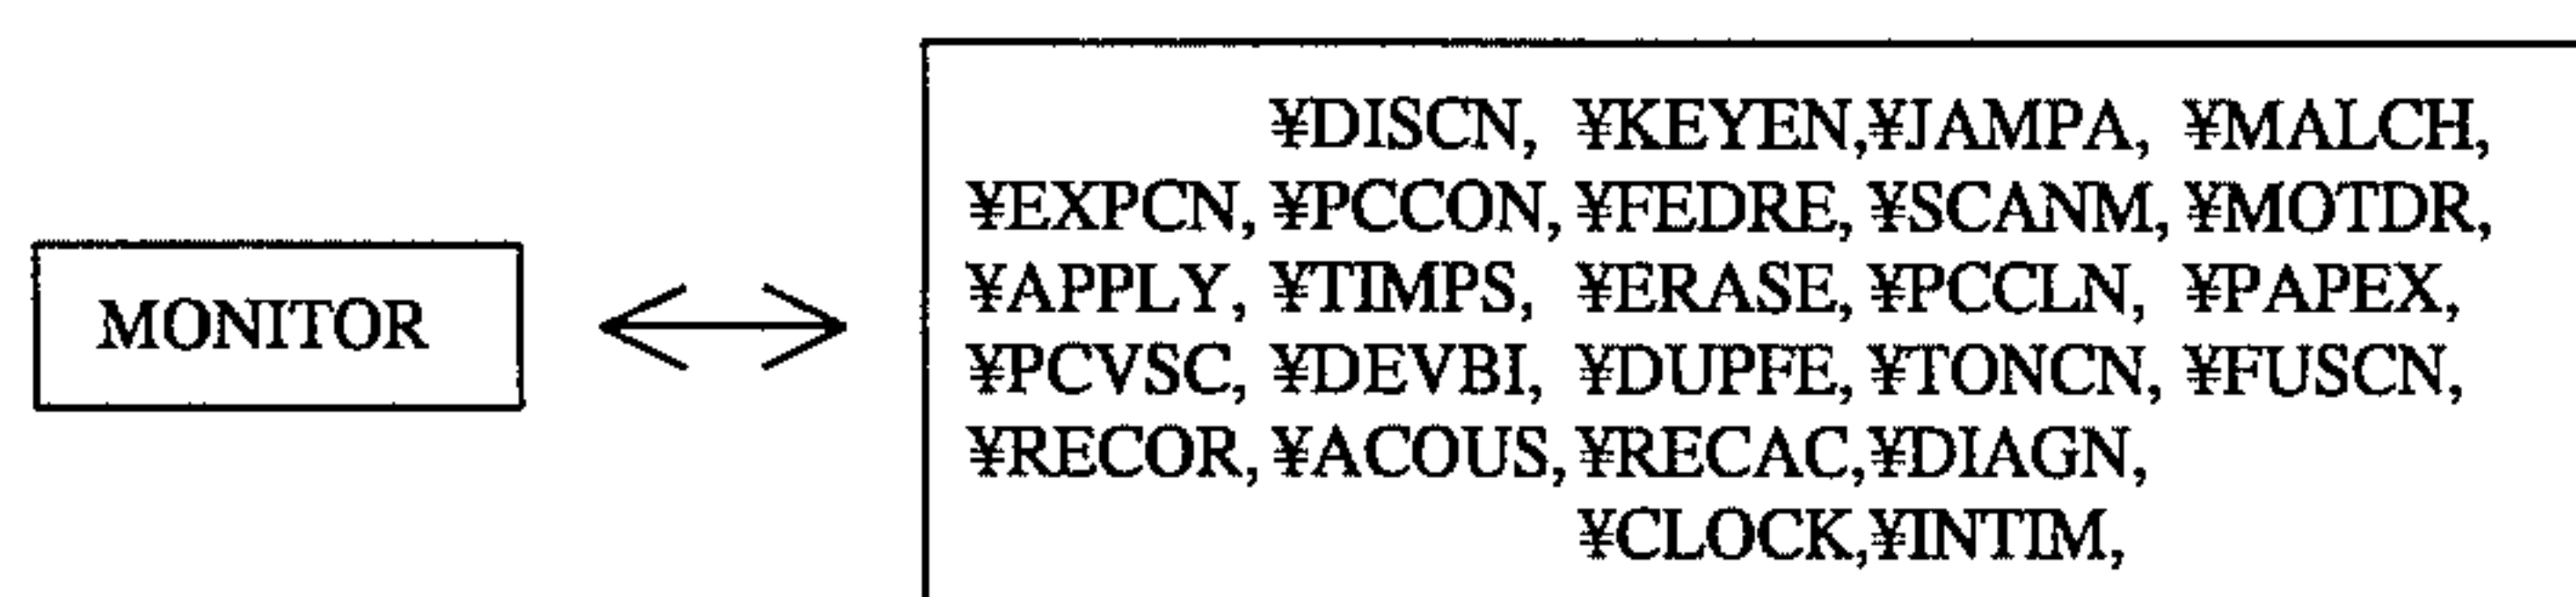 MONITOR
¥DISCN, ¥KEYEN,¥JAMPA, ¥MALCH,
¥EXPCN, ¥PCCON, ¥FEDRE, ¥SCANM, ¥MOTDR,
¥APPLY, ¥TIMPS, ¥ERASE, ¥PCCLN, ¥PAPEX,
¥PCVSC, ¥DEVBI, ¥DUPFE, ¥TONCN, ¥FUSCN,
¥RECOR, ¥ACOUS, ¥RECAC,¥DIAGN,
¥CLOCK,¥INTIM,